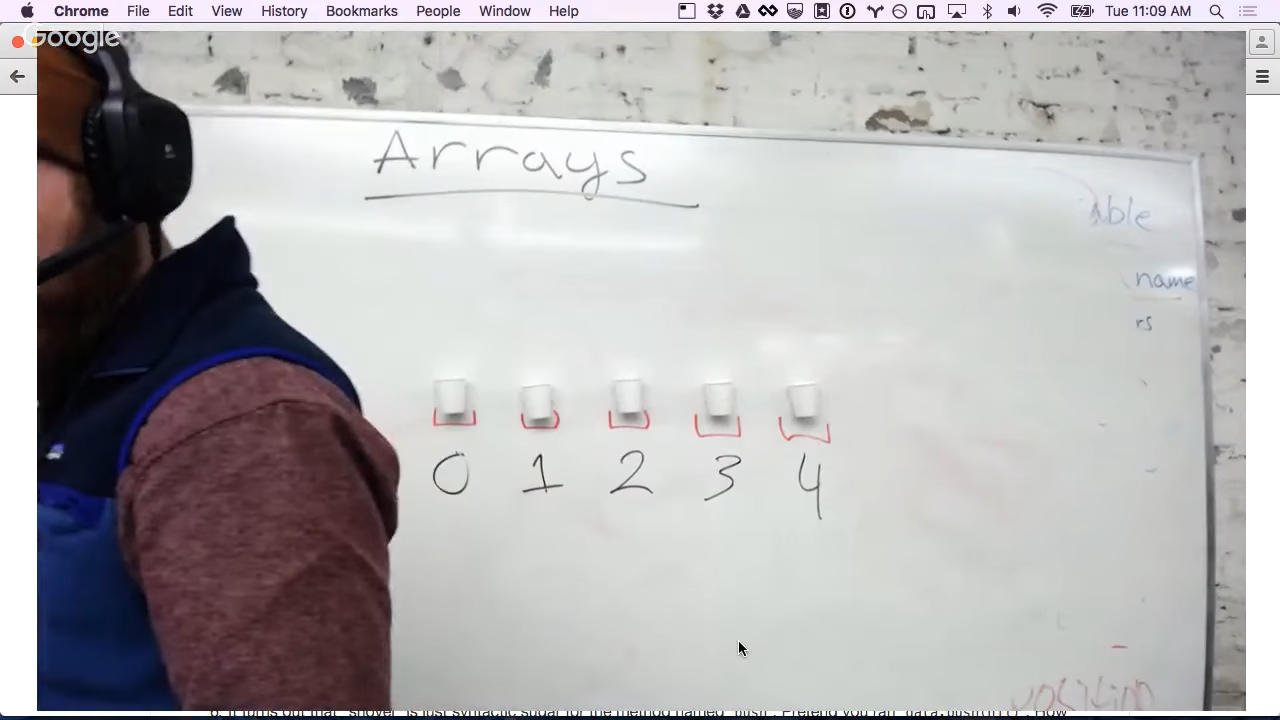 Chrome File Edit View History Bookmarks People Window Help Tue 11:09 AM
Google
Arrays
able
name
rs
0 1 2 3 4
position